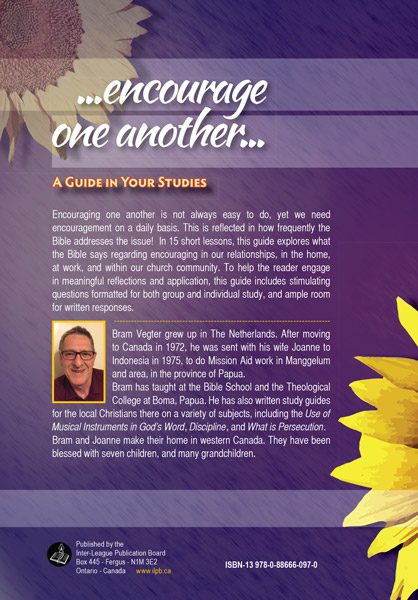 ...encourage
one another...
A Guide in Your Studies
Encouraging one another is not always easy to do, yet we need
encouragement on a daily basis. This is reflected in how frequently the
Bible addresses the issue! In 15 short lessons, this guide explores what
the Bible says regarding encouraging in our relationships, in the home,
at work, and within our church community. To help the reader engage
in meaningful reflections and application, this guide includes stimulating
questions formatted for both group and individual study, and ample room
for written responses.
Bram Vegter grew up in The Netherlands. After moving
to Canada in 1972, he was sent with his wife Joanne to
Indonesia in 1975, to do Mission Aid work in Manggelum
and area, in the province of Papua.
Bram has taught at the Bible School and the Theological
College at Boma, Papua. He has also written study guides
for the local Christians there on a variety of subjects, including the Use of
Musical Instruments in God's Word, Discipline, and What is Persecution.
Bram and Joanne make their home in western Canada. They have been
blessed with seven children, and many grandchildren.
Published by the
Inter-League Publication Board
Box 445 - Fergus - N1M 3E2
Ontario - Canada www.ilpb.ca
ISBN-13 978-0-88666-097-0